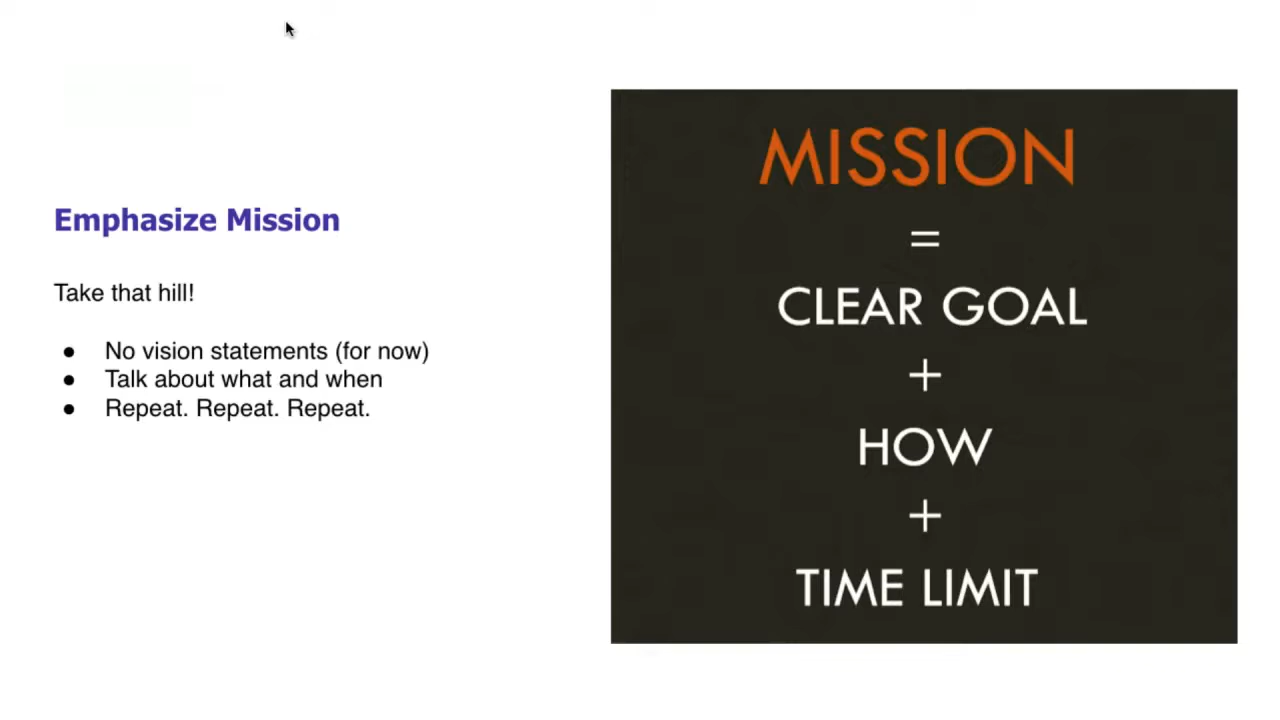 Emphasize Mission
Take that hill!
● No vision statements (for now)
● Talk about what and when
● Repeat. Repeat. Repeat.
MISSION
=
CLEAR GOAL
+
HOW
+
TIME LIMIT